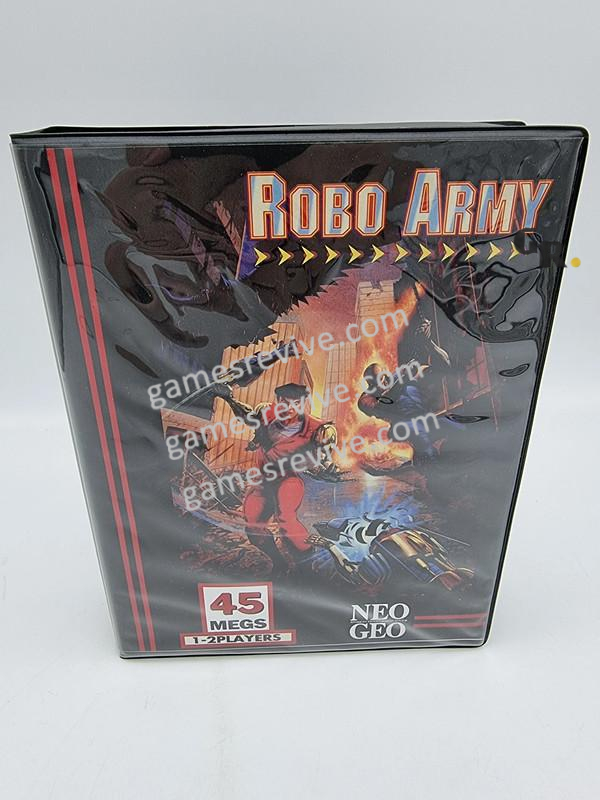 ROBO ARMY
gamesrevive.com
gamesrevive.com
gamesrevive.com
45
MEGS
1-2PLAYERS
NEO
GEO